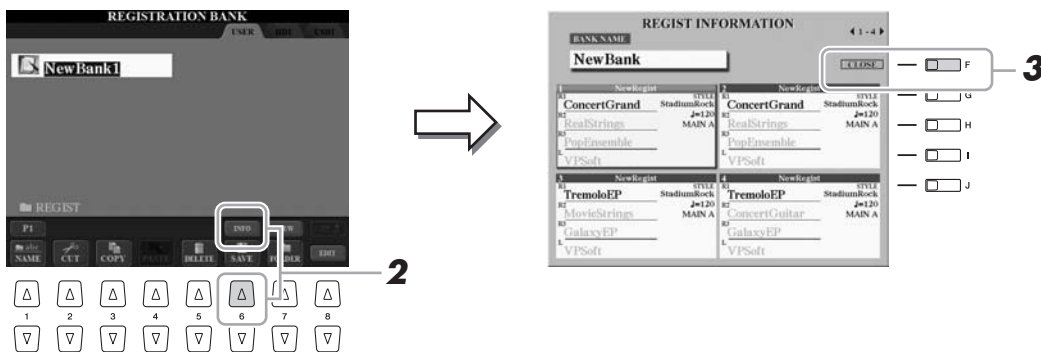 REGISTRATION BANK
USER
NewBank1
REGIST
P1
INFO
NAME CUT COPY PASTE DELETE SAVE FOLDER EDIT
2
1 2 3 4 5 6 7 8
REGIST INFORMATION
BANK NAME
1 - 4
NewBank
CLOSE
F
3
G
H
I
J
1 NewRegist
R1 ConcertGrand
STYLE
StadiumRock
R2 RealStrings
♩=120
MAIN A
R3 PopEnsemble
L VPSoft
2 NewRegist
R1 ConcertGrand
STYLE
StadiumRock
R2 RealStrings
♩=120
MAIN A
R3 PopEnsemble
L VPSoft
3 NewRegist
R1 TremoloEP
STYLE
StadiumRock
R2 MovieStrings
♩=120
MAIN A
R3 GalaxyEP
L VPSoft
4 NewRegist
R1 TremoloEP
STYLE
StadiumRock
R2 ConcertGuitar
♩=120
MAIN A
R3 GalaxyEP
L VPSoft